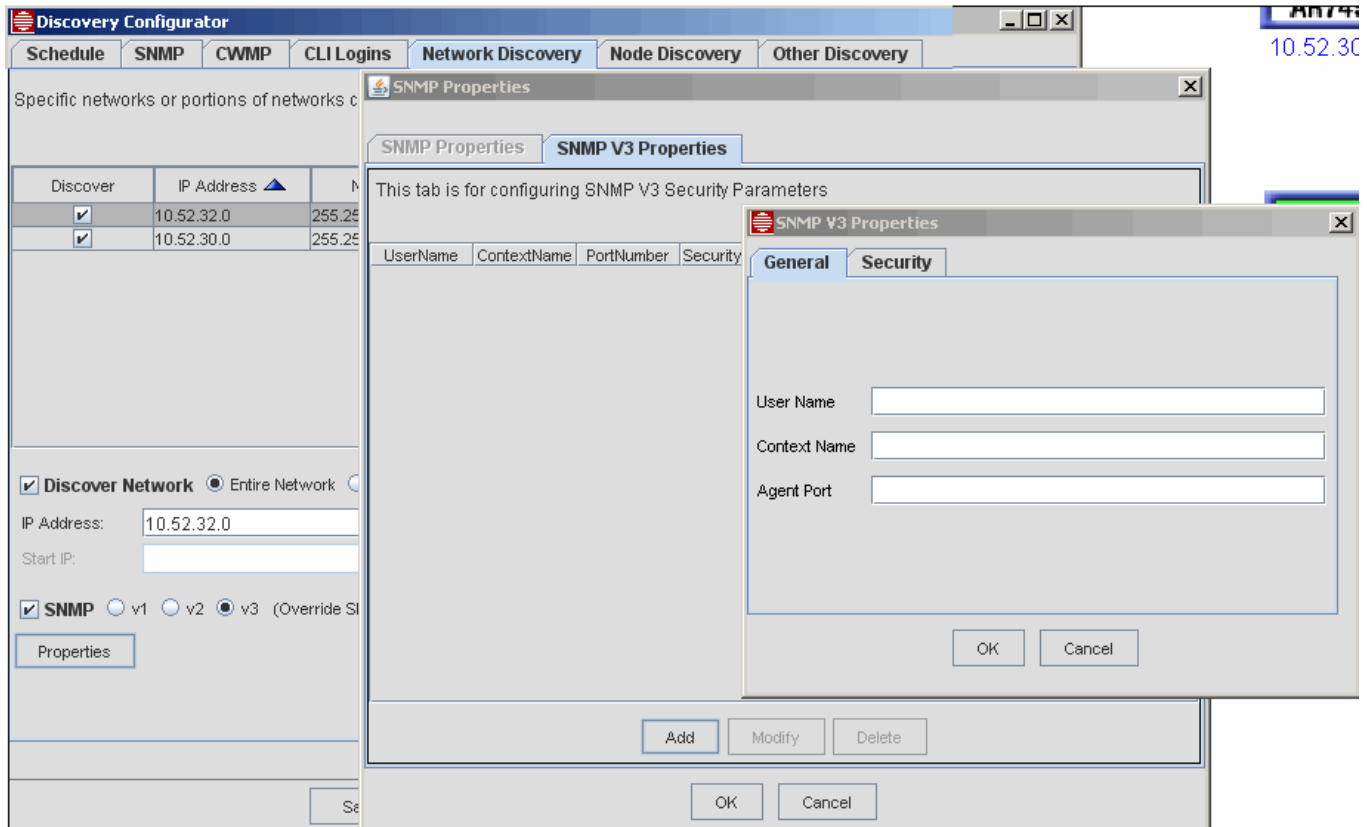 Discovery Configurator
Schedule SNMP CWMP CLI Logins Network Discovery Node Discovery Other Discovery
Specific networks or portions of networks
Discover IP Address
10.52.32.0 255.25
10.52.30.0 255.25
Discover Network Entire Network
IP Address: 10.52.32.0
Start IP:
SNMP v1 v2 v3 (Override
Properties
SNMP Properties
SNMP Properties SNMP V3 Properties
This tab is for configuring SNMP V3 Security Parameters
UserName ContextName PortNumber Security
Add Modify Delete
OK Cancel
SNMP V3 Properties
General Security
User Name
Context Name
Agent Port
OK Cancel
10.52.30